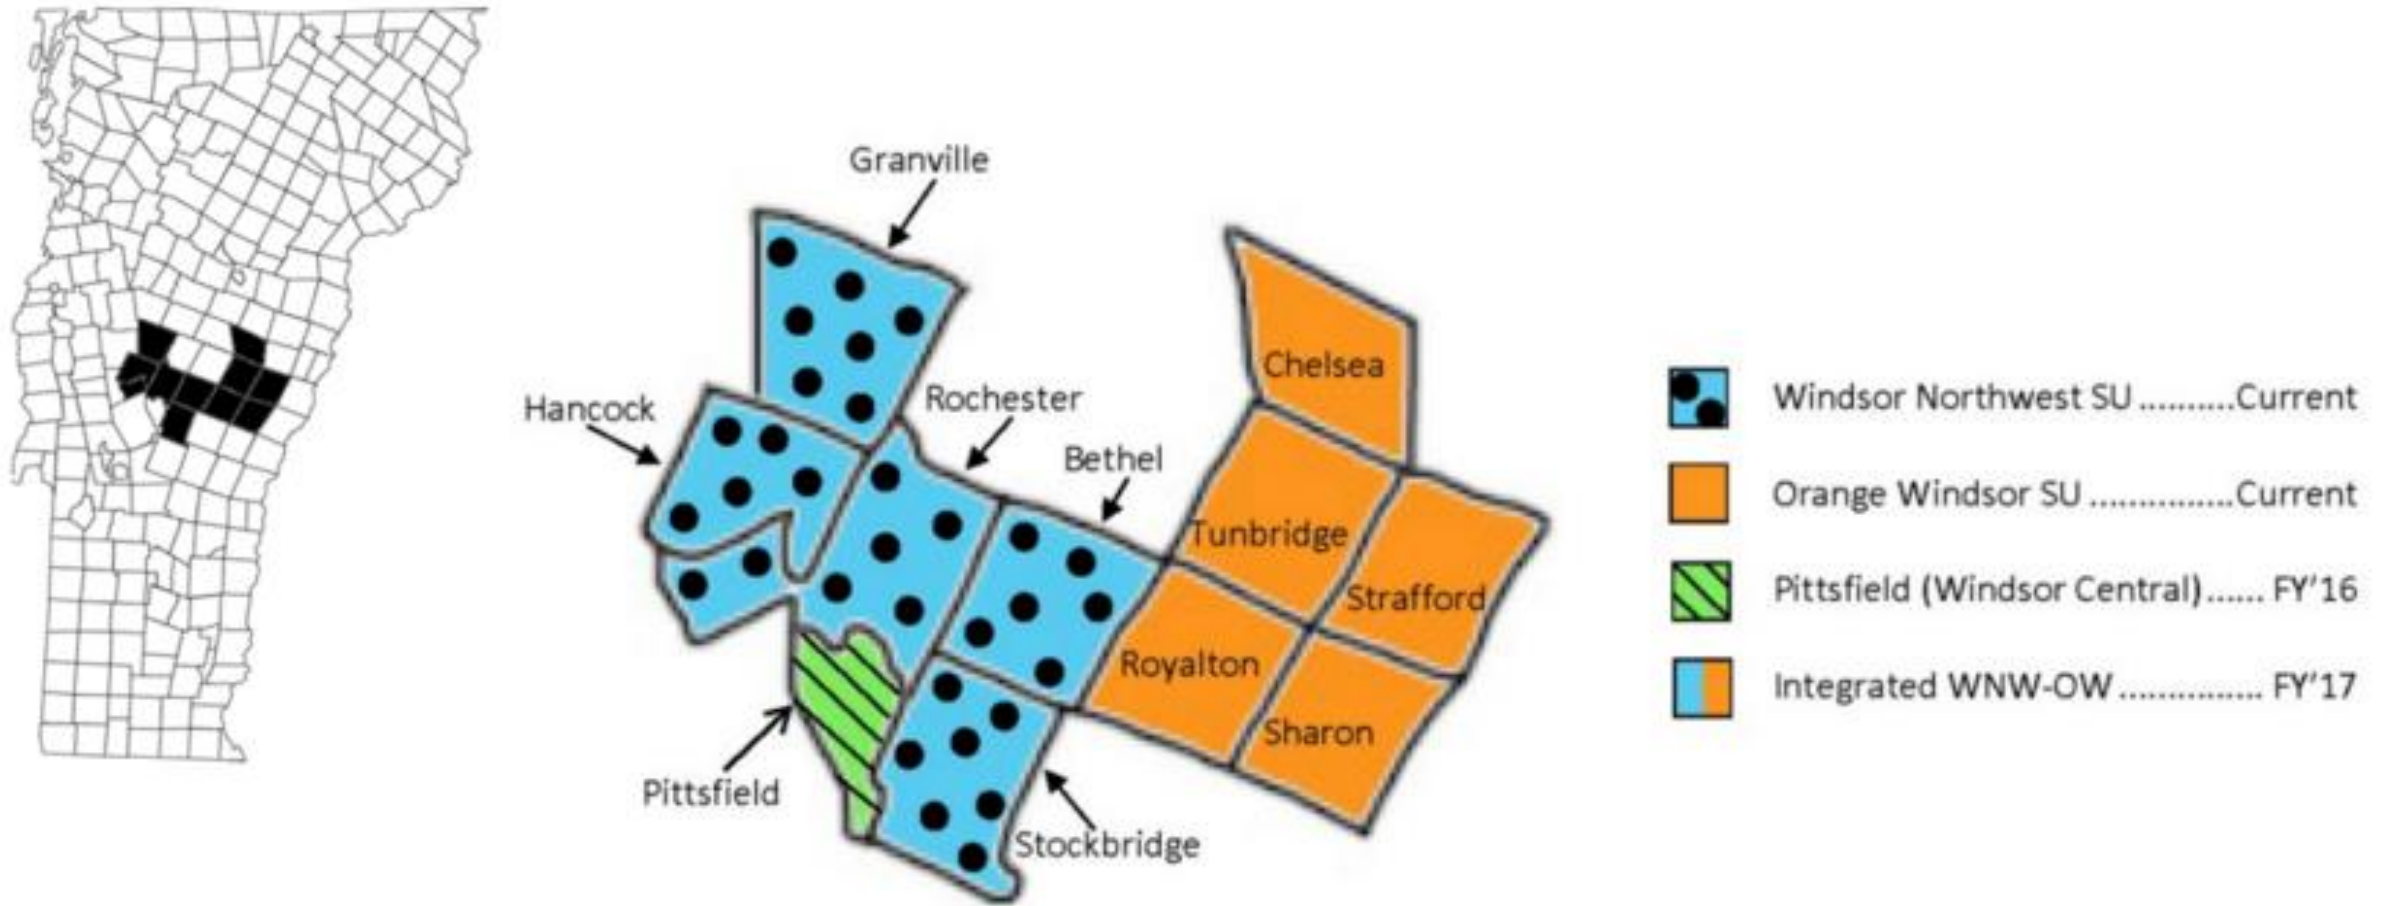 Granville
Hancock
Rochester
Bethel
Chelsea
Tunbridge
Strafford
Royalton
Sharon
Pittsfield
Stockbridge
Windsor Northwest SU ..........Current
Orange Windsor SU ...............Current
Pittsfield (Windsor Central)...... FY'16
Integrated WNW-OW ............... FY'17